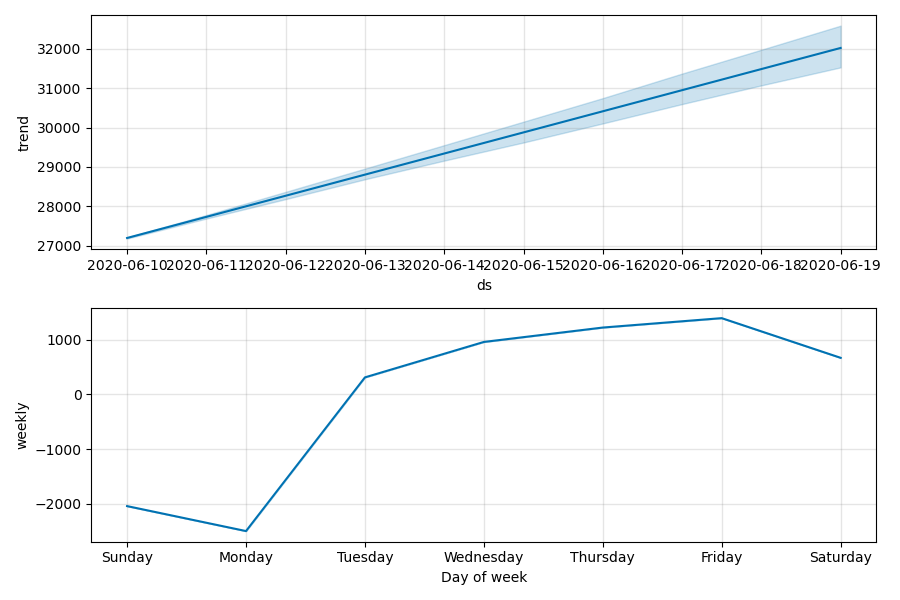 32000
31000
30000
29000
28000
27000
trend
2020-06-10 2020-06-11 2020-06-12 2020-06-13 2020-06-14 2020-06-15 2020-06-16 2020-06-17 2020-06-18 2020-06-19
ds
1000
0
−1000
−2000
weekly
Sunday Monday Tuesday Wednesday Thursday Friday Saturday
Day of week